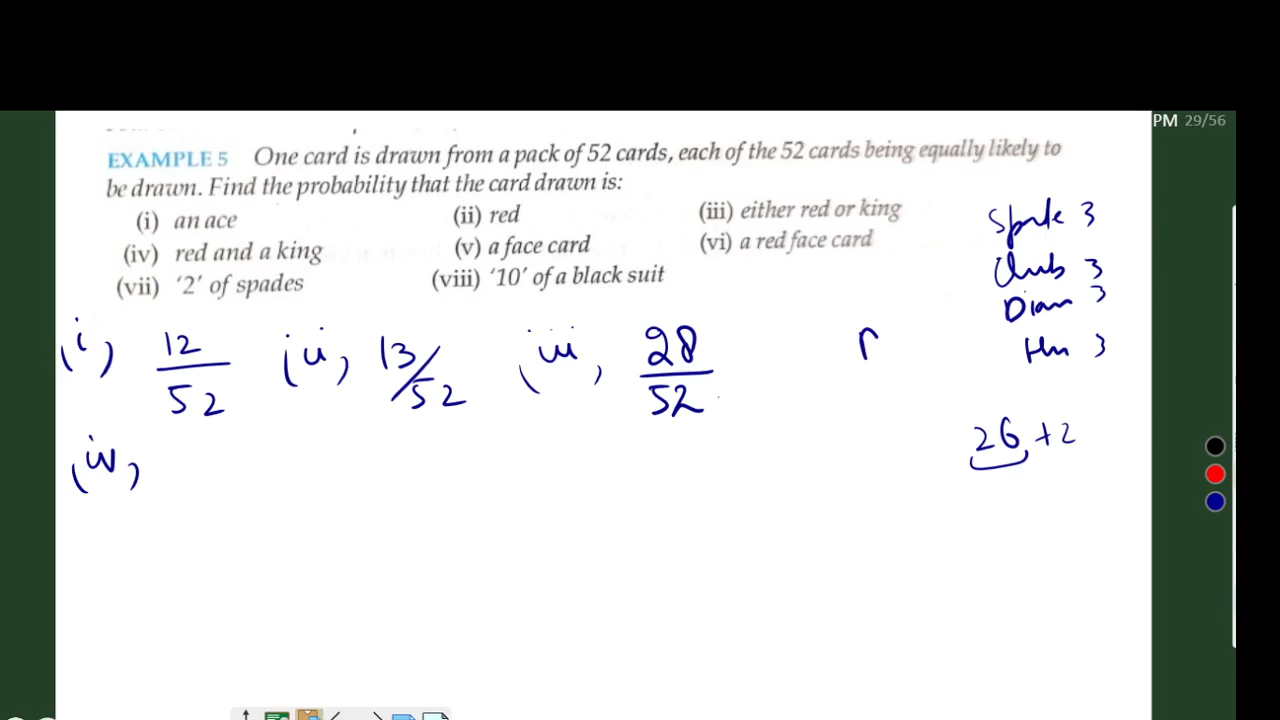 PM 29/56
EXAMPLE 5 One card is drawn from a pack of 52 cards, each of the 52 cards being equally likely to
be drawn. Find the probability that the card drawn is:
(i) an ace (ii) red (iii) either red or king
(iv) red and a king (v) a face card (vi) a red face card
(vii) '2' of spades (viii) '10' of a black suit
Spade 3
Club 3
Diam 3
3
(i) 12/52 (ii) 13/52 (iii) 28/52
26 + 2
(iv)